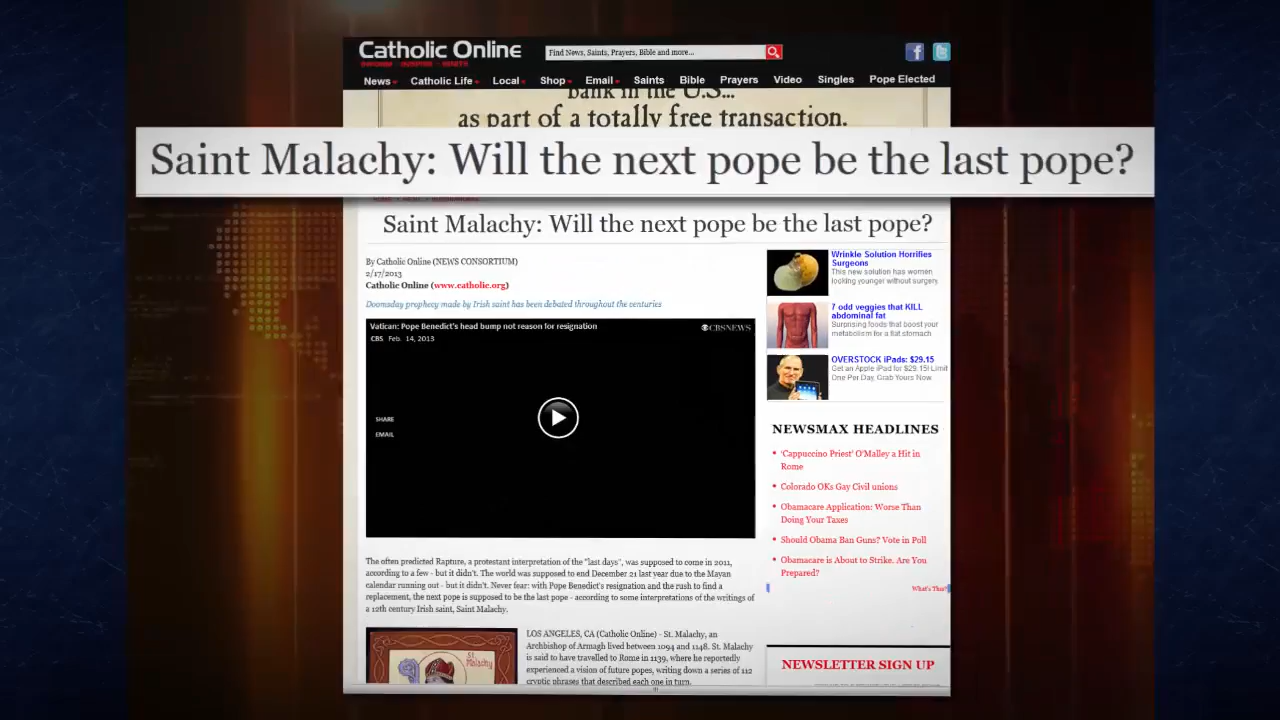 Catholic Online
Find News, Saints, Prayers, Bible and more...
News Catholic Life Local Shop Email Saints Bible Prayers Video Singles Pope Elected
bank in the U.S...
as part of a totally free transaction.
Saint Malachy: Will the next pope be the last pope?
Saint Malachy: Will the next pope be the last pope?
By Catholic Online (NEWS CONSORTIUM)
2/17/2013
Catholic Online (www.catholic.org)
Doomsday prophecy made by Irish saint has been debated throughout the centuries
Vatican: Pope Benedict's head bump not reason for resignation
CBSNEWS
CBS Feb. 14, 2013
SHARE
EMAIL
The often predicted Rapture, a protestant interpretation of the "last days", was supposed to come in 2011,
according to a few - but it didn't. The world was supposed to end December 21 last year due to the Mayan
calendar running out - but it didn't. Never fear: with Pope Benedict's resignation and the rush to find a
replacement, the next pope is supposed to be the last pope - according to some interpretations of the writings of
a 12th century Irish saint, Saint Malachy.
St.
Malachy
LOS ANGELES, CA (Catholic Online) - St. Malachy, an
Archbishop of Armagh lived between 1094 and 1148. St. Malachy
is said to have travelled to Rome in 1139, where he reportedly
experienced a vision of future popes, writing down a series of 112
cryptic phrases that described each one in turn.
Wrinkle Solution Horrifies
Surgeons
This new solution has women
looking younger without surgery
7 odd veggies that KILL
abdominal fat
Surprising foods that boost your
metabolism for a flat stomach
OVERSTOCK iPads: $29.15
Get an Apple iPad for $29.15! Limit
One Per Day, Grab Yours Now
NEWSMAX HEADLINES
'Cappuccino Priest' O'Malley a Hit in
Rome
Colorado OKs Gay Civil unions
Obamacare Application: Worse Than
Doing Your Taxes
Should Obama Ban Guns? Vote in Poll
Obamacare is About to Strike. Are You
Prepared?
What's This?
NEWSLETTER SIGN UP